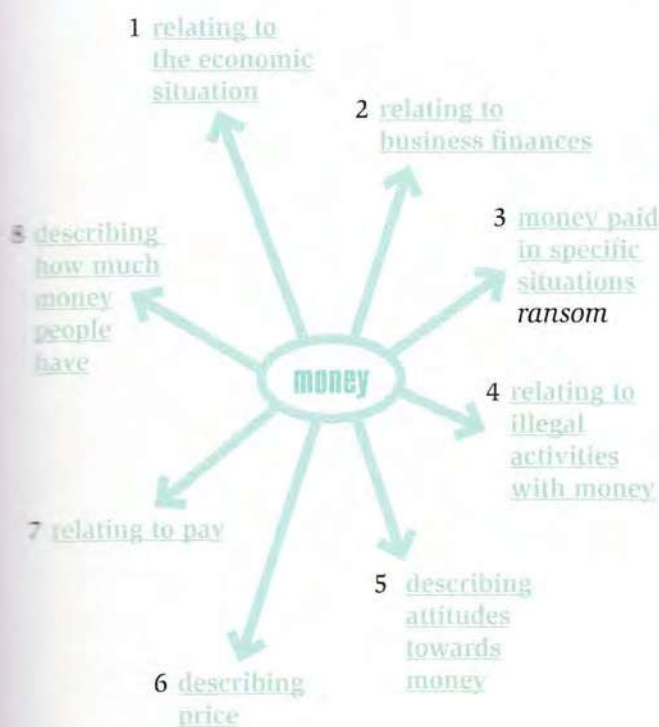 1 relating to
the economic
situation
2 relating to
business finances
3 money paid
in specific
situations
ransom
4 relating to
illegal
activities
with money
5 describing
attitudes
towards
money
6 describing
price
7 relating to pay
8 describing
how much
money
people
have
money